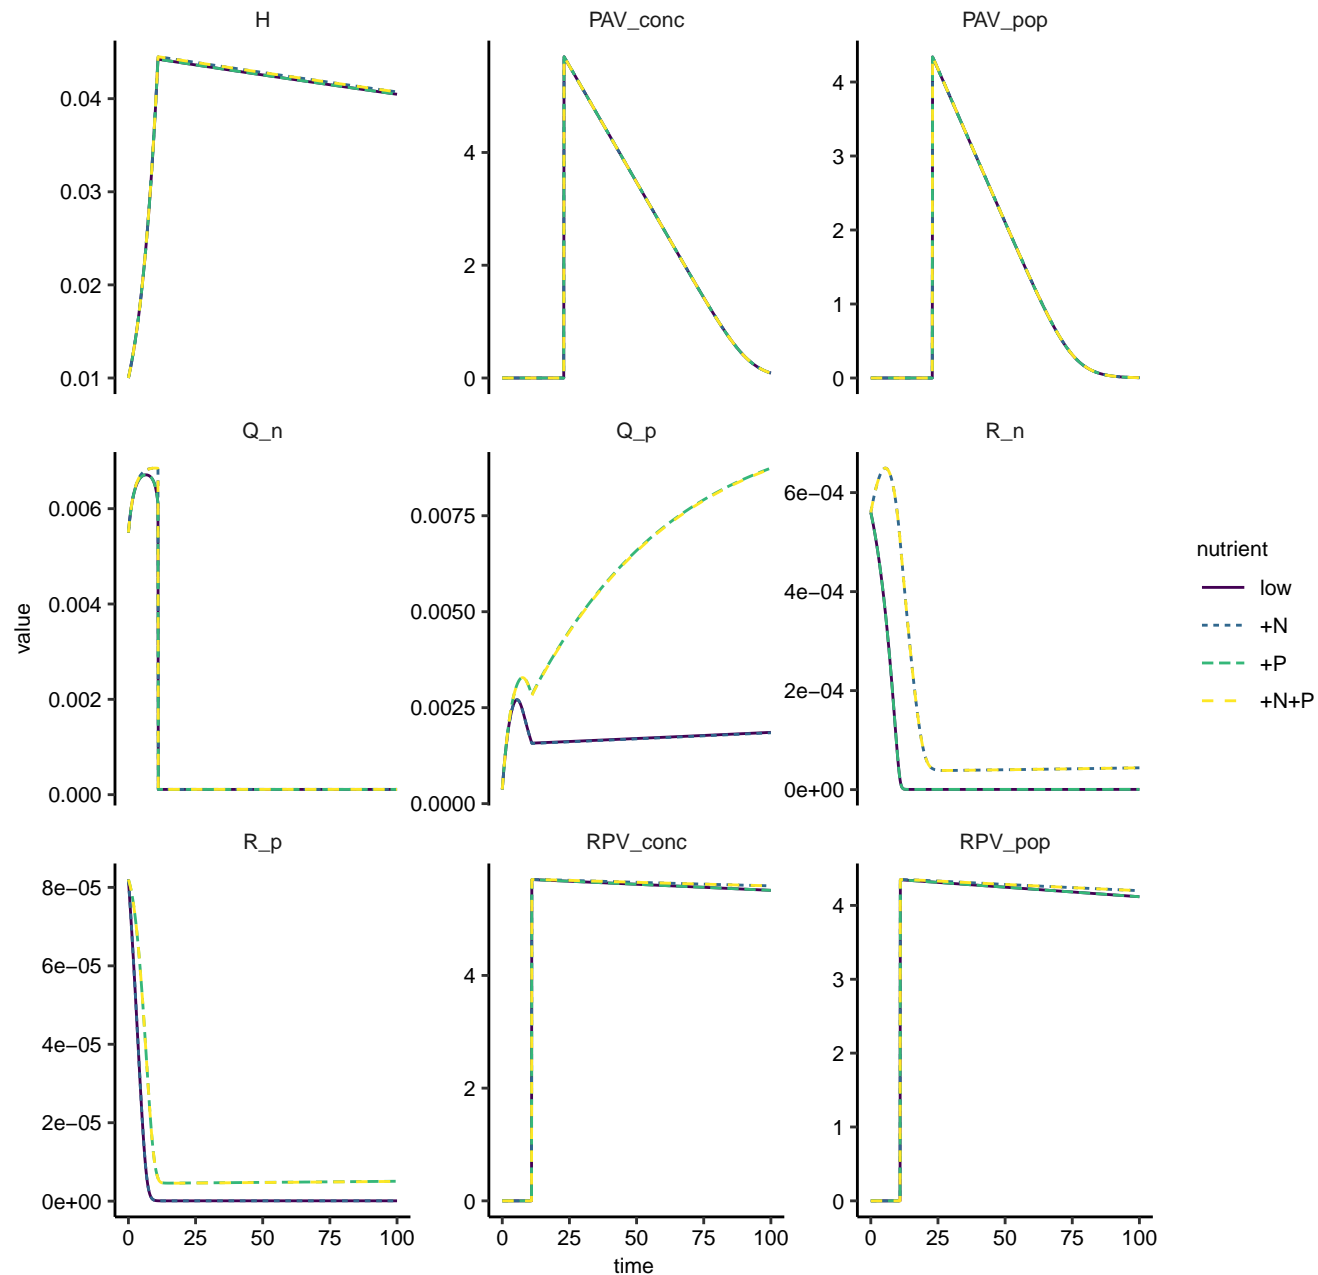 H PAV_conc PAV_pop
0.04
0.03
0.02
0.01
4
2
0
4
3
2
1
0
Q_n Q_p R_n
0.006
0.004
0.002
0.000
0.0075
0.0050
0.0025
0.0000
6e−04
4e−04
2e−04
0e+00
value
nutrient
low
+N
+P
+N+P
R_p RPV_conc RPV_pop
8e−05
6e−05
4e−05
2e−05
0e+00
4
2
0
4
3
2
1
0
0 25 50 75 100 0 25 50 75 100 0 25 50 75 100
time